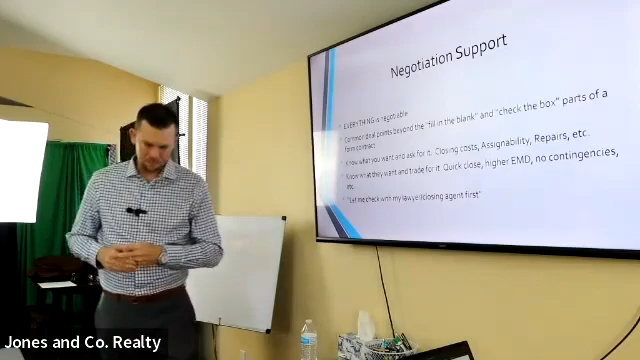 Negotiation Support
EVERYTHING is negotiable
Common deal points beyond the "fill in the blank" and "check the box" parts of a
form contract
Know what you want and ask for it. Closing costs, Assignability, Repairs, etc.
Know what they want and trade for it. Quick close, higher EMD, no contingencies,
etc.
"Let me check with my lawyer/closing agent first"
Jones and Co. Realty